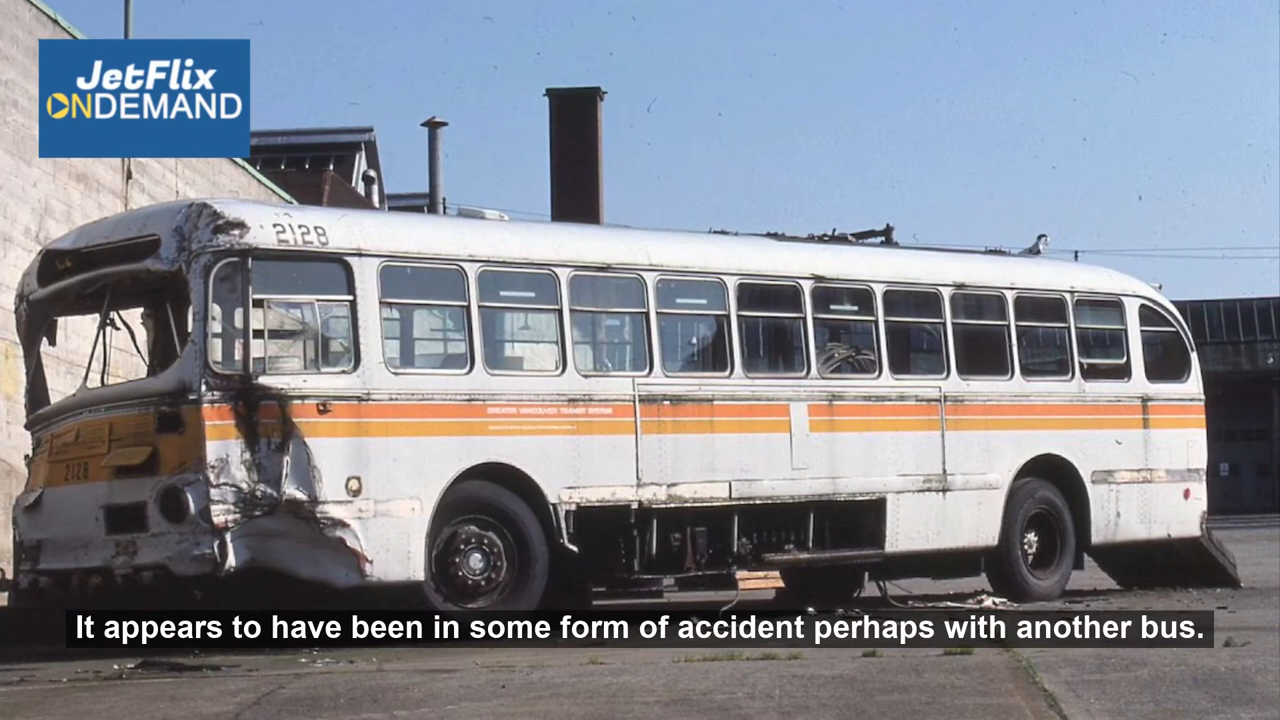 JetFlix
ONDEMAND
2128
GREATER VANCOUVER TRANSIT SYSTEM
2128
It appears to have been in some form of accident perhaps with another bus.